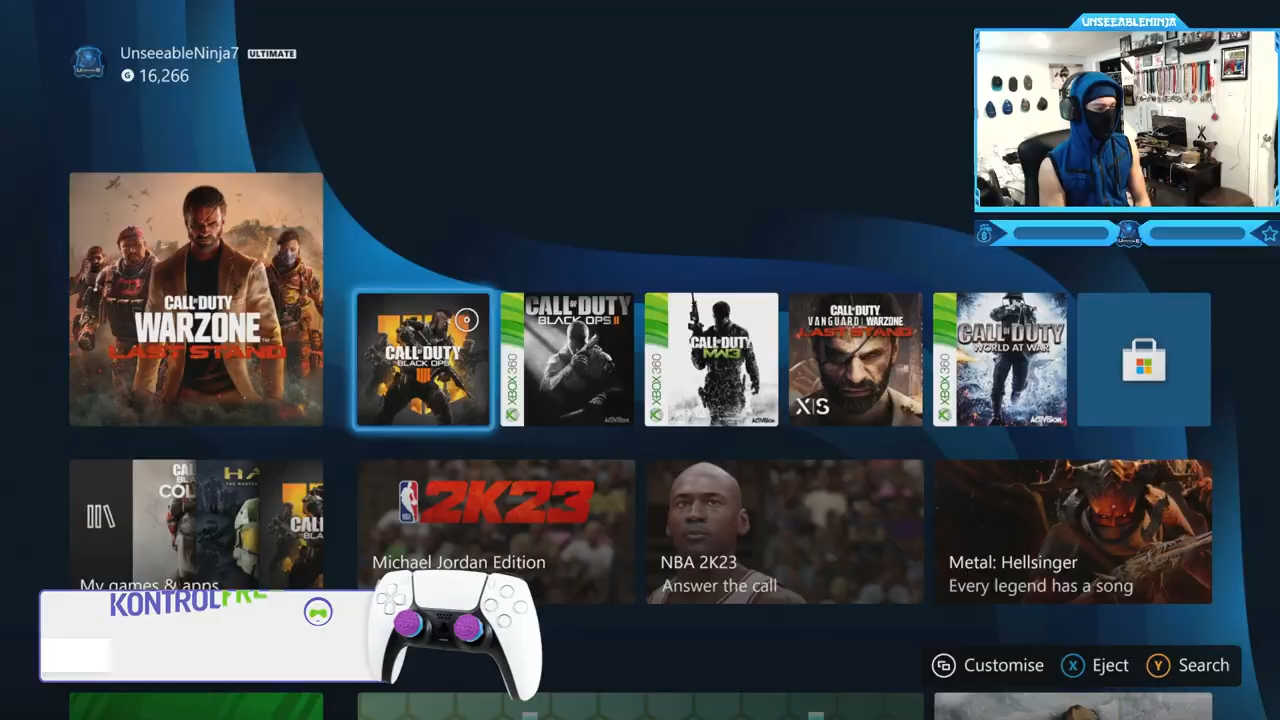 UNSEEABLENINJA
UnseeableNinja7 ULTIMATE
G 16,266
CALL OF DUTY
WARZONE
LAST STAND
CALL OF DUTY
BLACK OPS
IIII
XBOX 360
CALL OF DUTY
BLACK OPS II
ACTIVISION
XBOX 360
CALL OF DUTY
MW3
ACTIVISION
CALL OF DUTY
VANGUARD WARZONE
LAST STAND
X|S
XBOX 360
CALL OF DUTY
WORLD AT WAR
ACTIVISION
My games & apps
NBA 2K23
Michael Jordan Edition
NBA 2K23
Answer the call
Metal: Hellsinger
Every legend has a song
KONTROLFRE
Customise
X Eject
Y Search